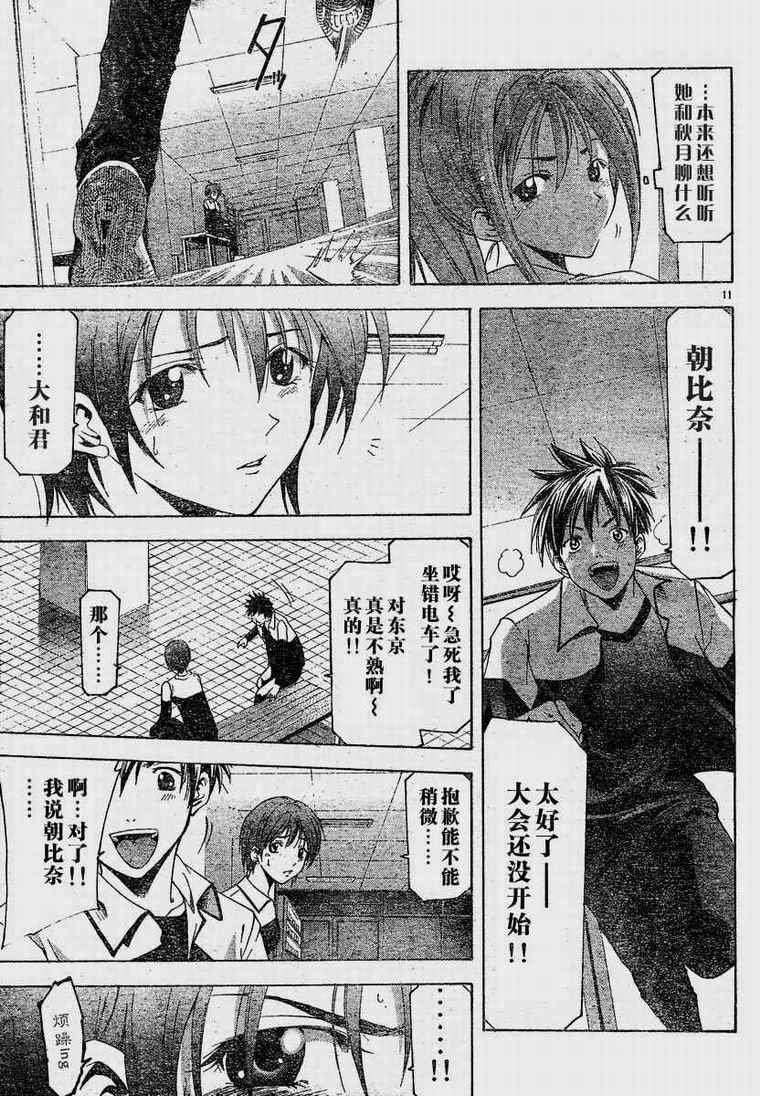 …本来还想听听
她和秋月聊什么
タ
11
朝比奈——!!
太好了——
大会还没开始!!
……大和君
哎呀～急死我了
坐错电车了!
对东京
真是不熟啊～
真的!!
那个……
抱歉能不能
稍微……
啊…对了!!
我说朝比奈
……
……!!
烦躁ing